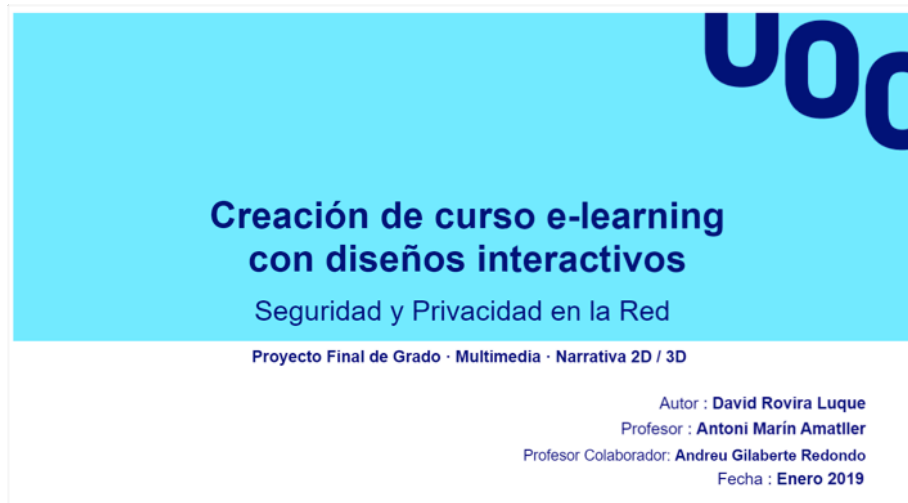 UOC
Creación de curso e-learning
con diseños interactivos
Seguridad y Privacidad en la Red
Proyecto Final de Grado · Multimedia · Narrativa 2D / 3D
Autor : David Rovira Luque
Profesor : Antoni Marín Amatller
Profesor Colaborador: Andreu Gilaberte Redondo
Fecha : Enero 2019